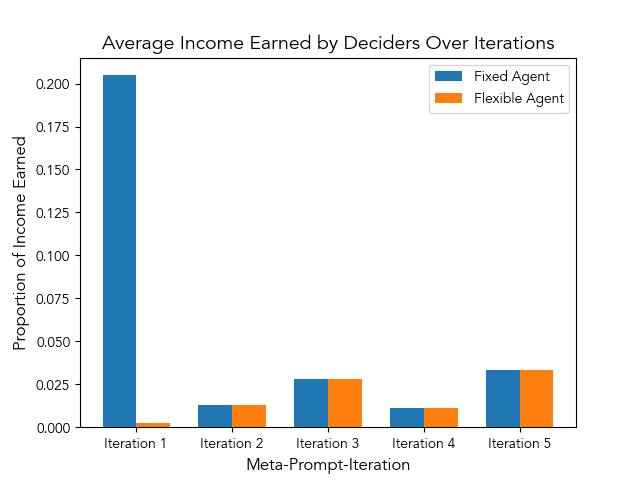 Average Income Earned by Deciders Over Iterations
Fixed Agent
Flexible Agent
Proportion of Income Earned
0.200
0.175
0.150
0.125
0.100
0.075
0.050
0.025
0.000
Iteration 1 Iteration 2 Iteration 3 Iteration 4 Iteration 5
Meta-Prompt-Iteration